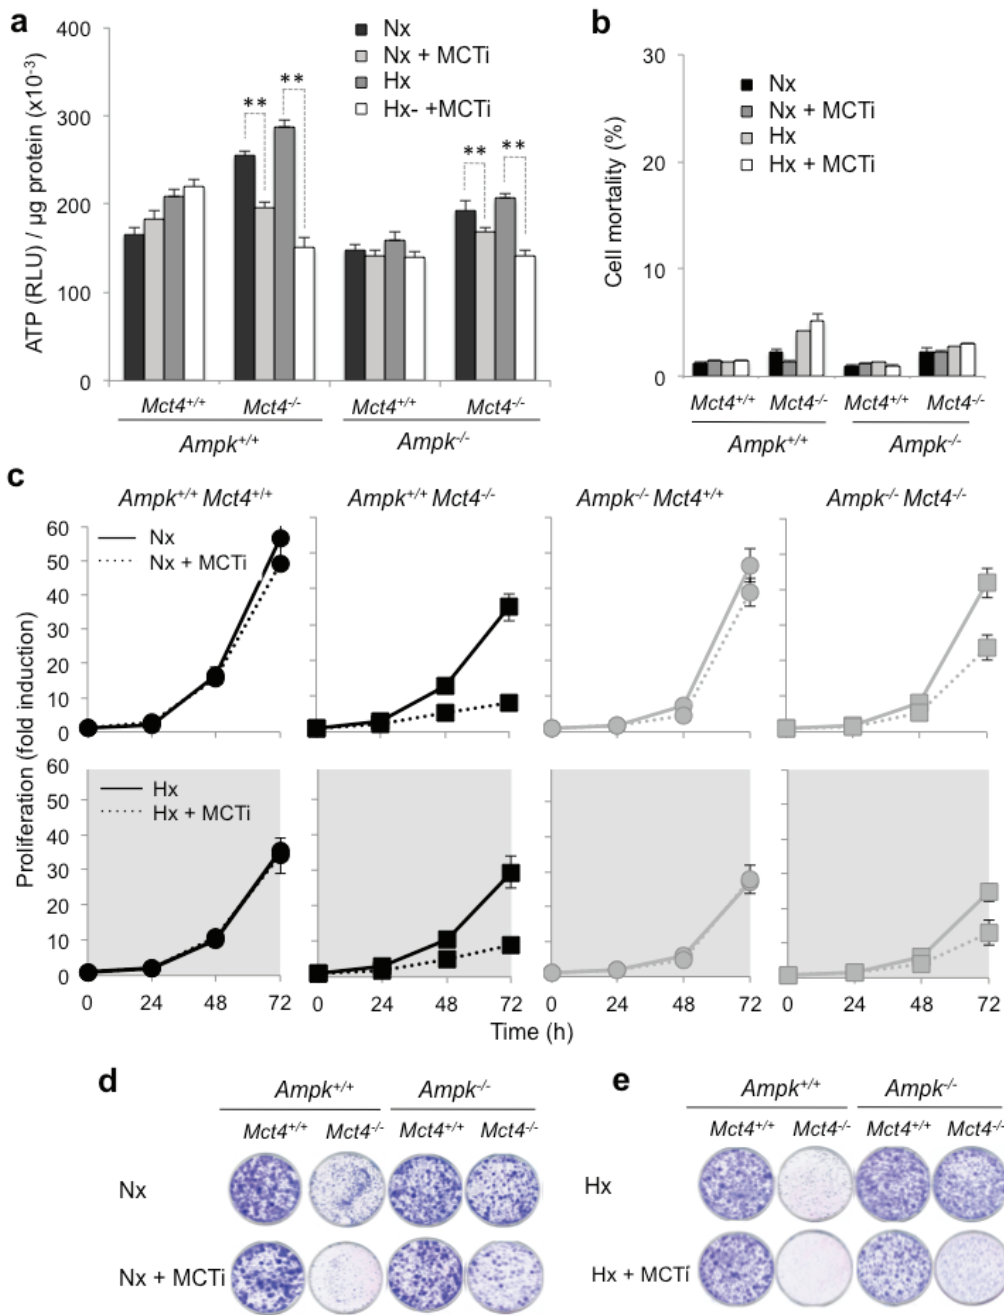 a
ATP (RLU) / µg protein (x10⁻³)
400
300
200
100
0
Nx
Nx + MCTi
Hx
Hx- +MCTi
** **
** **
Mct4⁺/⁺ Mct4⁻/⁻ Mct4⁺/⁺ Mct4⁻/⁻
Ampk⁺/⁺ Ampk⁻/⁻
b
Cell mortality (%)
30
20
10
0
Nx
Nx + MCTi
Hx
Hx + MCTi
Mct4⁺/⁺ Mct4⁻/⁻ Mct4⁺/⁺ Mct4⁻/⁻
Ampk⁺/⁺ Ampk⁻/⁻
c
Ampk⁺/⁺ Mct4⁺/⁺ Ampk⁺/⁺ Mct4⁻/⁻ Ampk⁻/⁻ Mct4⁺/⁺ Ampk⁻/⁻ Mct4⁻/⁻
Proliferation (fold induction)
60
50
40
30
20
10
0
Nx
Nx + MCTi
60
50
40
30
20
10
0
Hx
Hx + MCTi
0 24 48 72 0 24 48 72 0 24 48 72 0 24 48 72
Time (h)
d
Ampk⁺/⁺ Ampk⁻/⁻
Mct4⁺/⁺ Mct4⁻/⁻ Mct4⁺/⁺ Mct4⁻/⁻
Nx
Nx + MCTi
e
Ampk⁺/⁺ Ampk⁻/⁻
Mct4⁺/⁺ Mct4⁻/⁻ Mct4⁺/⁺ Mct4⁻/⁻
Hx
Hx + MCTi